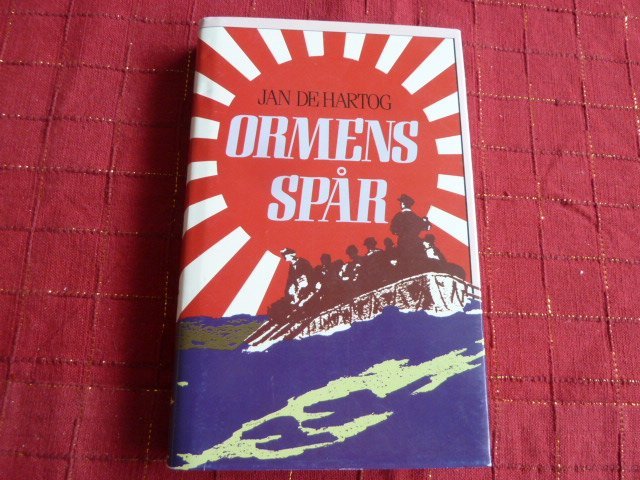 JAN DE HARTOG
ORMENS
SPÅR